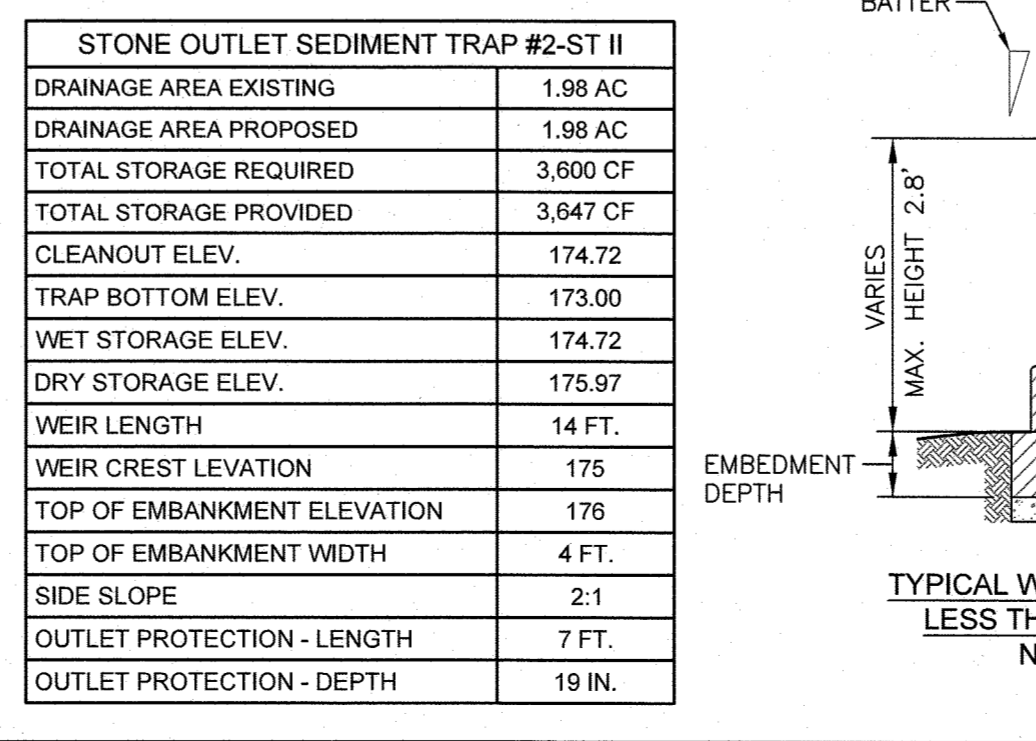 STONE OUTLET SEDIMENT TRAP #2-ST II
DRAINAGE AREA EXISTING 1.98 AC
DRAINAGE AREA PROPOSED 1.98 AC
TOTAL STORAGE REQUIRED 3,600 CF
TOTAL STORAGE PROVIDED 3,647 CF
CLEANOUT ELEV. 174.72
TRAP BOTTOM ELEV. 173.00
WET STORAGE ELEV. 174.72
DRY STORAGE ELEV. 175.97
WEIR LENGTH 14 FT.
WEIR CREST LEVATION 175
TOP OF EMBANKMENT ELEVATION 176
TOP OF EMBANKMENT WIDTH 4 FT.
SIDE SLOPE 2:1
OUTLET PROTECTION - LENGTH 7 FT.
OUTLET PROTECTION - DEPTH 19 IN.
BATTER
VARIES
MAX. HEIGHT 2.8'
EMBEDMENT
DEPTH
TYPICAL
LESS